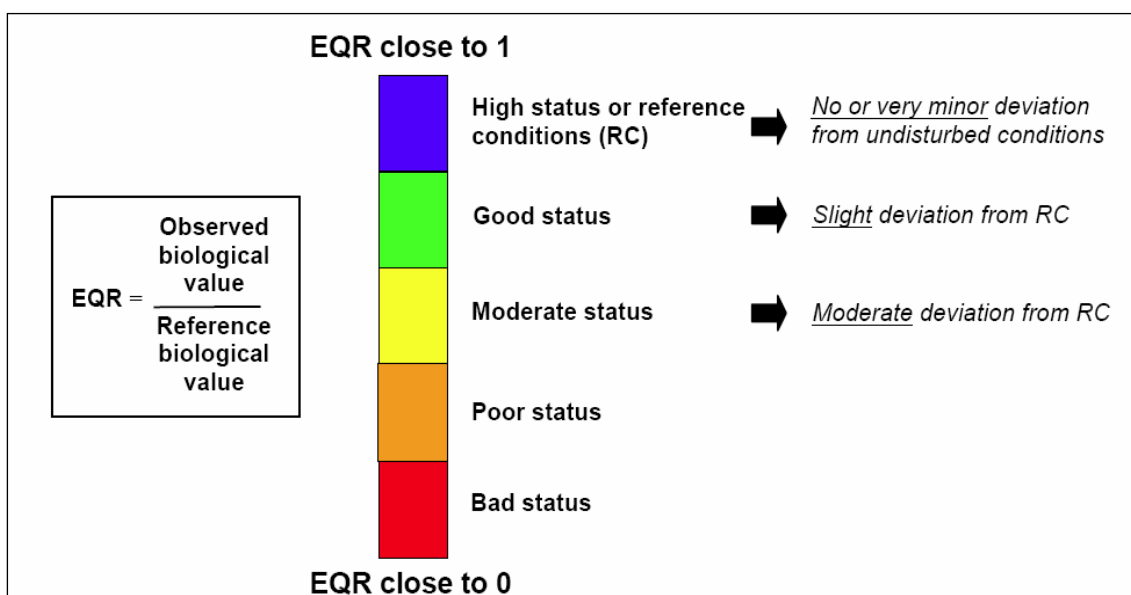 EQR close to 1
High status or reference
conditions (RC)
No or very minor deviation
from undisturbed conditions
Good status
Slight deviation from RC
Observed
biological
value
EQR =
Reference
biological
value
Moderate status
Moderate deviation from RC
Poor status
Bad status
EQR close to 0